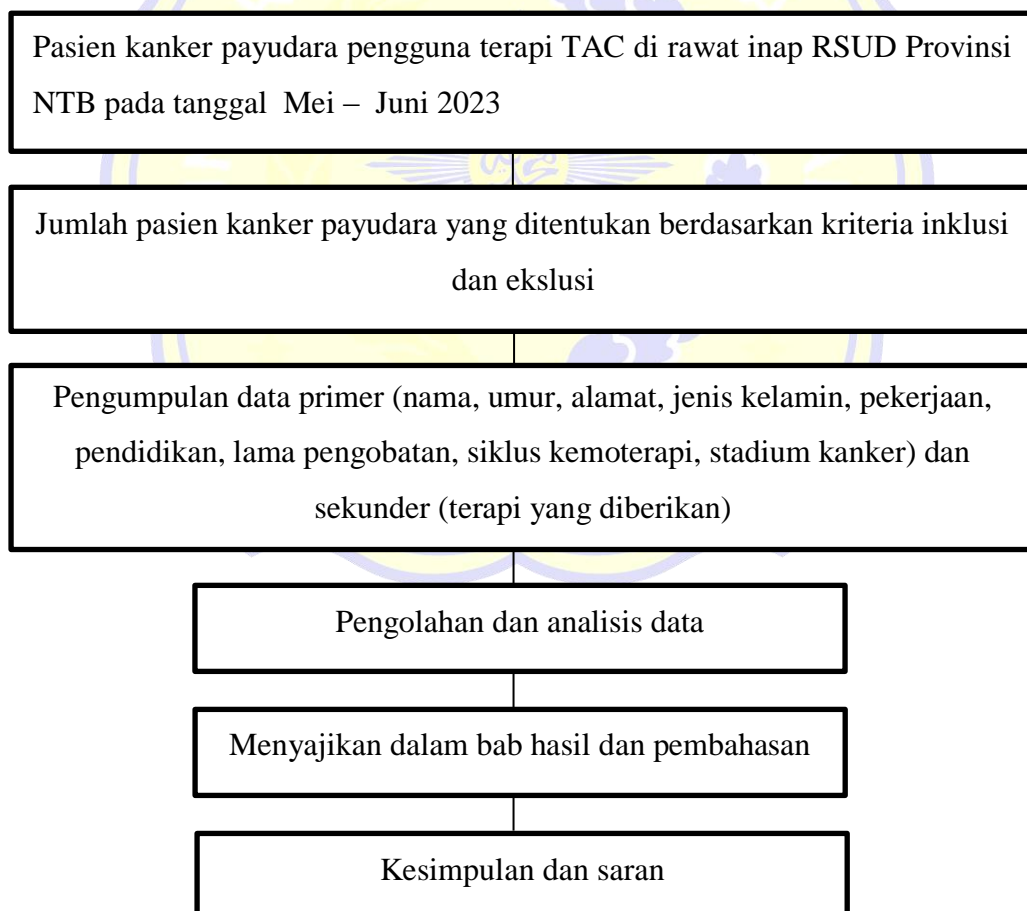 Pasien kanker payudara pengguna terapi TAC di rawat inap RSUD Provinsi
NTB pada tanggal Mei – Juni 2023
Jumlah pasien kanker payudara yang ditentukan berdasarkan kriteria inklusi
dan ekslusi
Pengumpulan data primer (nama, umur, alamat, jenis kelamin, pekerjaan,
pendidikan, lama pengobatan, siklus kemoterapi, stadium kanker) dan
sekunder (terapi yang diberikan)
Pengolahan dan analisis data
Menyajikan dalam bab hasil dan pembahasan
Kesimpulan dan saran